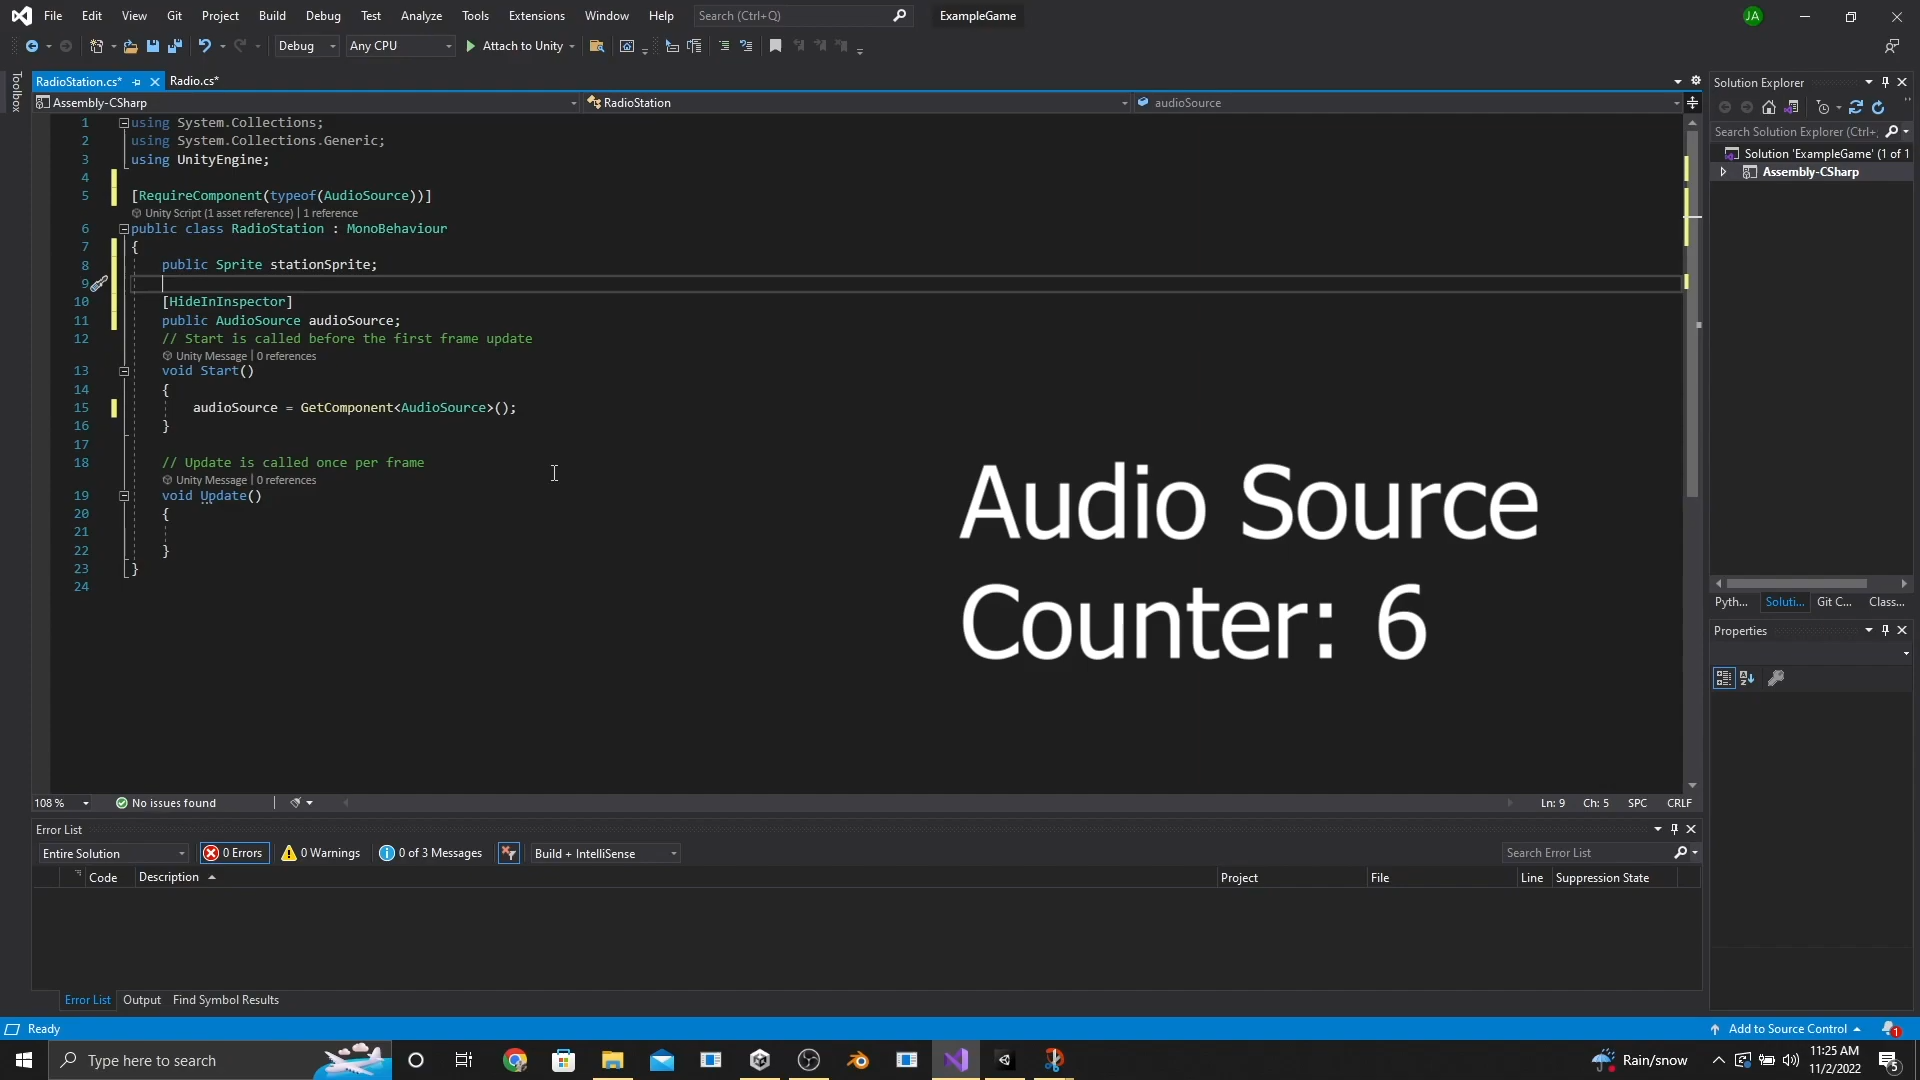 File Edit View Git Project Build Debug Test Analyze Tools Extensions Window Help Search (Ctrl+Q) ExampleGame JA
Debug Any CPU Attach to Unity
Toolbox
RadioStation.cs* Radio.cs*
Assembly-CSharp RadioStation audioSource
1 using System.Collections;
2 using System.Collections.Generic;
3 using UnityEngine;
4
5 [RequireComponent(typeof(AudioSource))]
Unity Script (1 asset reference) | 1 reference
6 public class RadioStation : MonoBehaviour
7 {
8 public Sprite stationSprite;
9
10 [HideInInspector]
11 public AudioSource audioSource;
12 // Start is called before the first frame update
Unity Message | 0 references
13 void Start()
14 {
15 audioSource = GetComponent<AudioSource>();
16 }
17
18 // Update is called once per frame
Unity Message | 0 references
19 void Update()
20 {
21
22 }
23 }
24
Audio Source
Counter: 6
108 % No issues found Ln: 9 Ch: 5 SPC CRLF
Error List
Entire Solution 0 Errors 0 Warnings 0 of 3 Messages Build + IntelliSense Search Error List
Code Description Project File Line Suppression State
Error List Output Find Symbol Results
Solution Explorer
Search Solution Explorer (Ctrl+
Solution 'ExampleGame' (1 of 1
Assembly-CSharp
Pyth... Soluti... Git C... Class...
Properties
Ready Add to Source Control 1
Type here to search Rain/snow 11:25 AM
11/2/2022 5